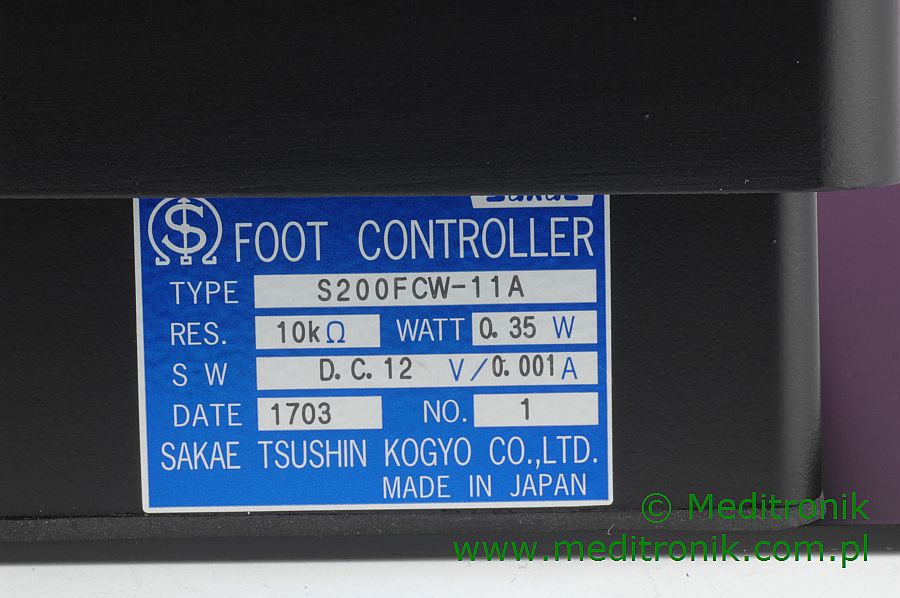 Sakae
FOOT CONTROLLER
TYPE S200FCW-11A
RES. 10kΩ WATT 0.35 W
S W D.C.12 V/0.001A
DATE 1703 NO. 1
SAKAE TSUSHIN KOGYO CO.,LTD.
MADE IN JAPAN
© Meditronik
www.meditronik.com.pl